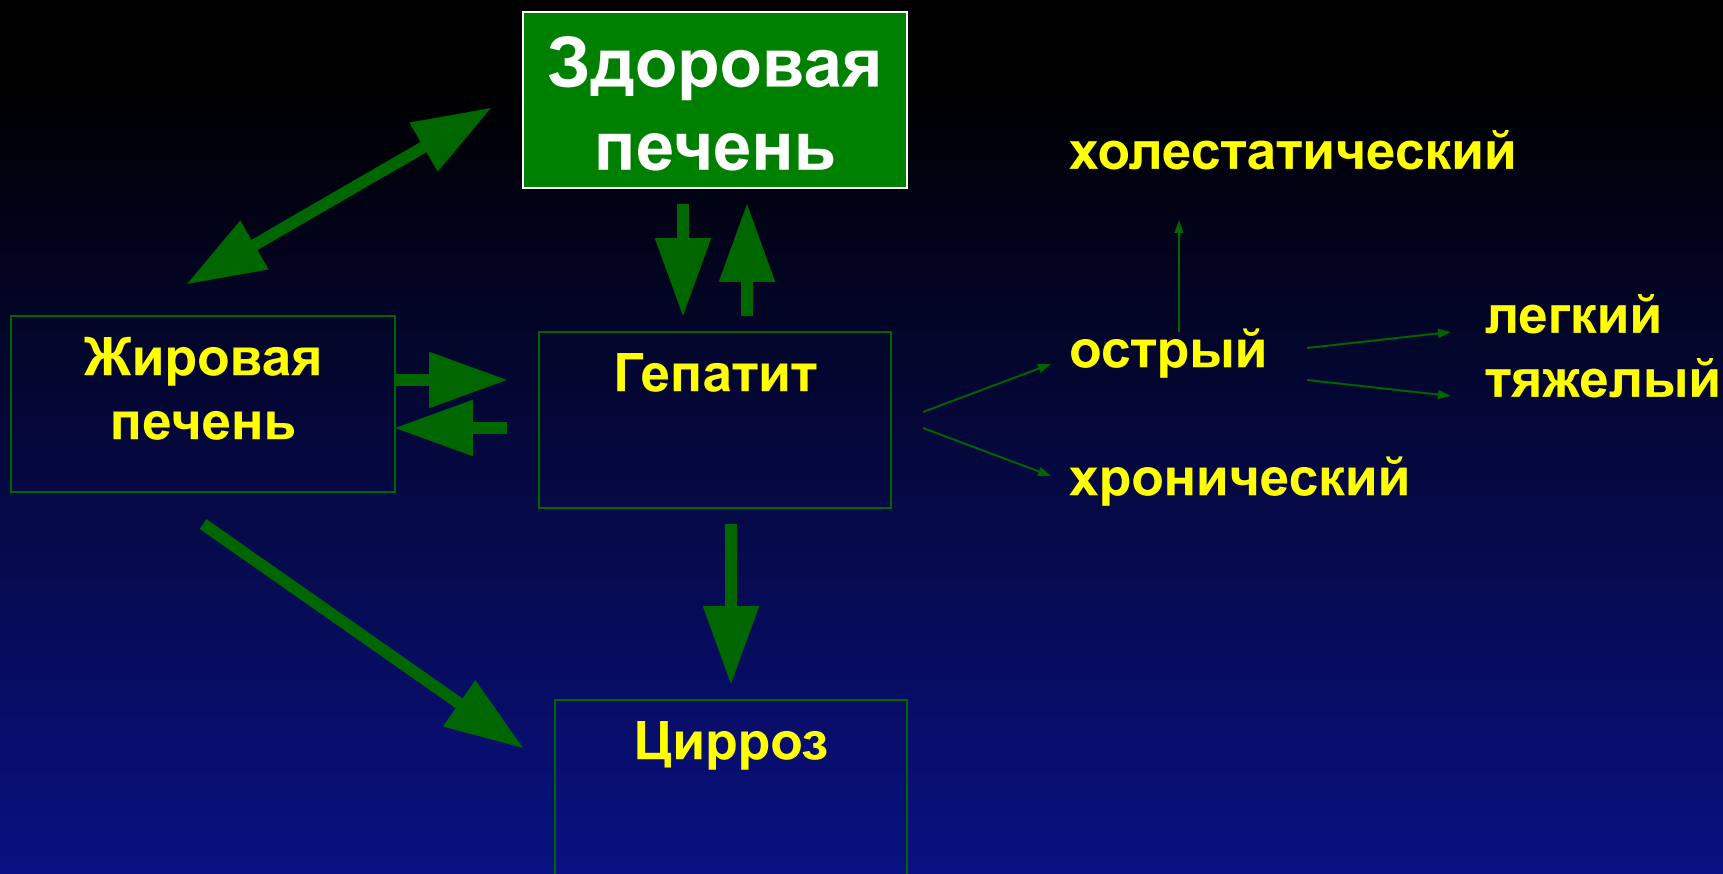 Здоровая
печень
холестатический
Жировая
печень
Гепатит
острый
легкий
тяжелый
хронический
Цирроз